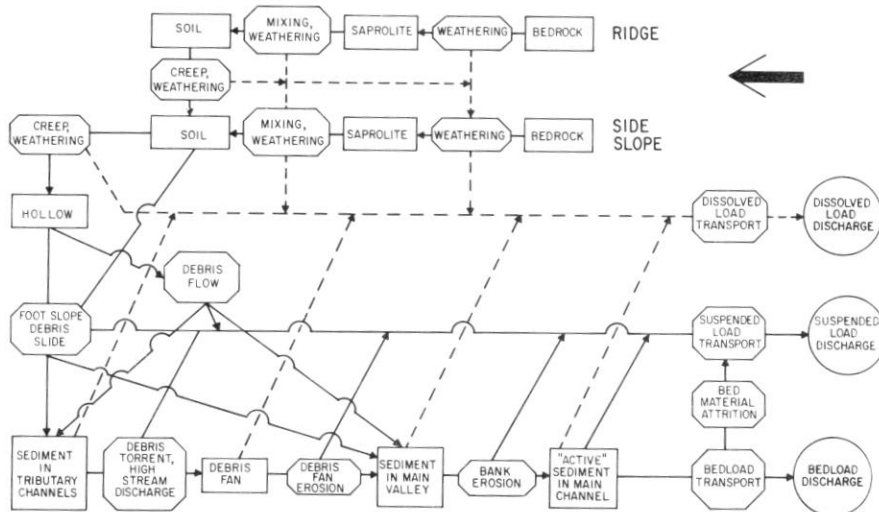 SOIL
MIXING,
WEATHERING
SAPROLITE
WEATHERING
BEDROCK
RIDGE
CREEP,
WEATHERING
CREEP,
WEATHERING
SOIL
MIXING,
WEATHERING
SAPROLITE
WEATHERING
BEDROCK
SIDE
SLOPE
HOLLOW
DISSOLVED
LOAD
TRANSPORT
DISSOLVED
LOAD
DISCHARGE
DEBRIS
FLOW
FOOT SLOPE
DEBRIS
SLIDE
SUSPENDED
LOAD
TRANSPORT
SUSPENDED
LOAD
DISCHARGE
BED
MATERIAL
ATTRITION
SEDIMENT
IN
TRIBUTARY
CHANNELS
DEBRIS
TORRENT,
HIGH
STREAM
DISCHARGE
DEBRIS
FAN
DEBRIS
FAN
EROSION
SEDIMENT
IN MAIN
VALLEY
BANK
EROSION
"ACTIVE"
SEDIMENT
IN MAIN
CHANNEL
BEDLOAD
TRANSPORT
BEDLOAD
DISCHARGE